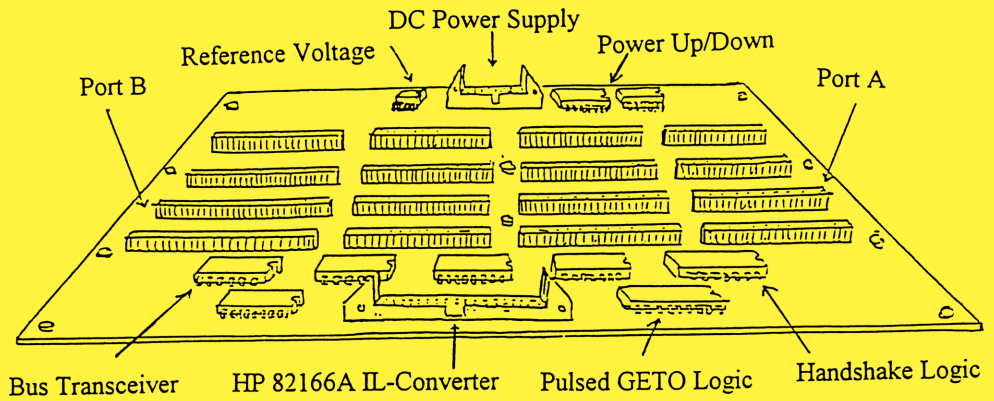 DC Power Supply
Reference Voltage
Power Up/Down
Port B
Port A
Bus Transceiver
HP 82166A IL-Converter
Pulsed GETO Logic
Handshake Logic